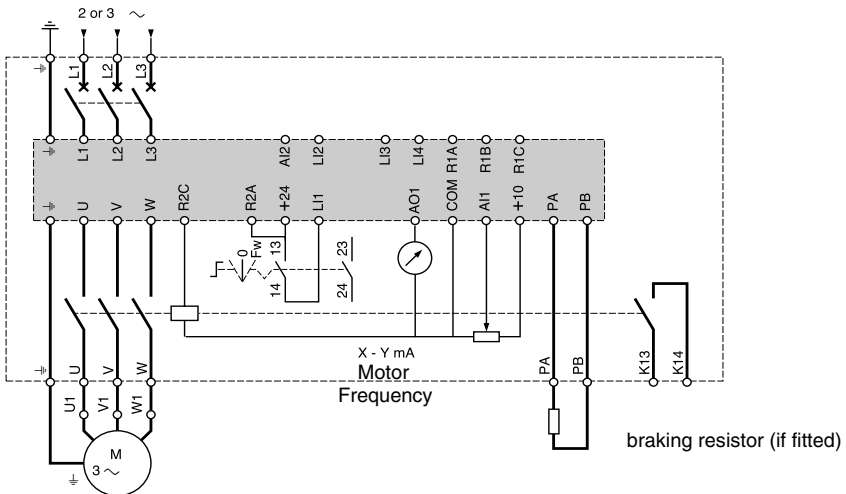 2 or 3 ~
L1 L2 L3
L1 L2 L3 AI2 LI2 LI3 LI4 R1A R1B R1C
U V W R2C R2A +24 LI1 AO1 COM AI1 +10 PA PB
0 Fw 13 23
14 24
X - Y mA
Motor
Frequency
U V W PA PB K13 K14
U1 V1 W1
braking resistor (if fitted)
M
3 ~